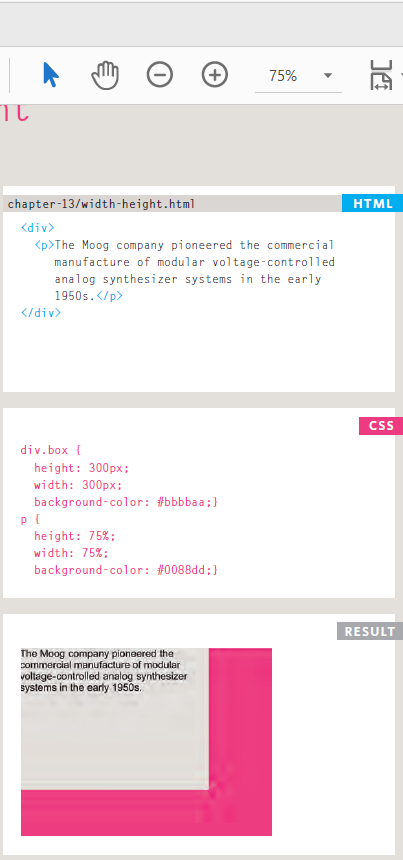 75%
chapter-13/width-height.html
HTML
<div>
<p>The Moog company pioneered the commercial
manufacture of modular voltage-controlled
analog synthesizer systems in the early
1950s.</p>
</div>
CSS
div.box {
height: 300px;
width: 300px;
background-color: #bbbbaa;}
p {
height: 75%;
width: 75%;
background-color: #0088dd;}
RESULT
The Moog company pioneered the
commercial manufacture of modular
voltage-controlled analog synthesizer
systems in the early 1950s.